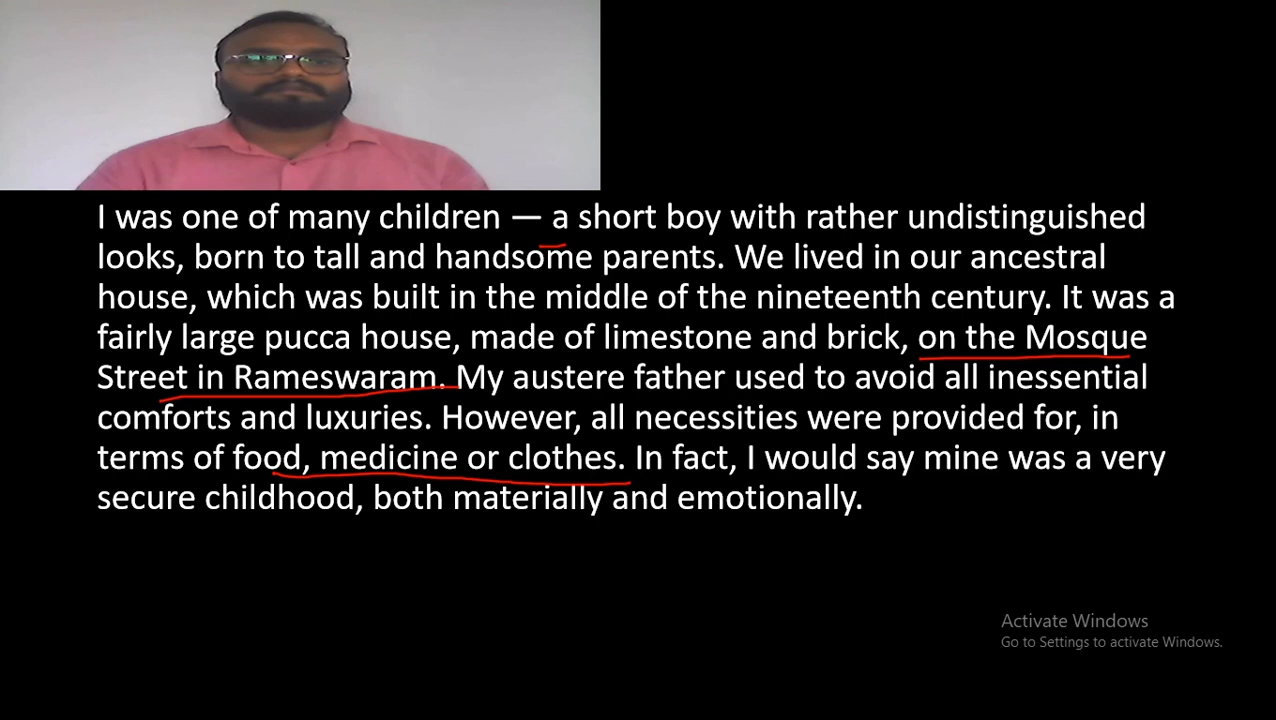 I was one of many children — a short boy with rather undistinguished
looks, born to tall and handsome parents. We lived in our ancestral
house, which was built in the middle of the nineteenth century. It was a
fairly large pucca house, made of limestone and brick, on the Mosque
Street in Rameswaram. My austere father used to avoid all inessential
comforts and luxuries. However, all necessities were provided for, in
terms of food, medicine or clothes. In fact, I would say mine was a very
secure childhood, both materially and emotionally.
Activate Windows
Go to Settings to activate Windows.